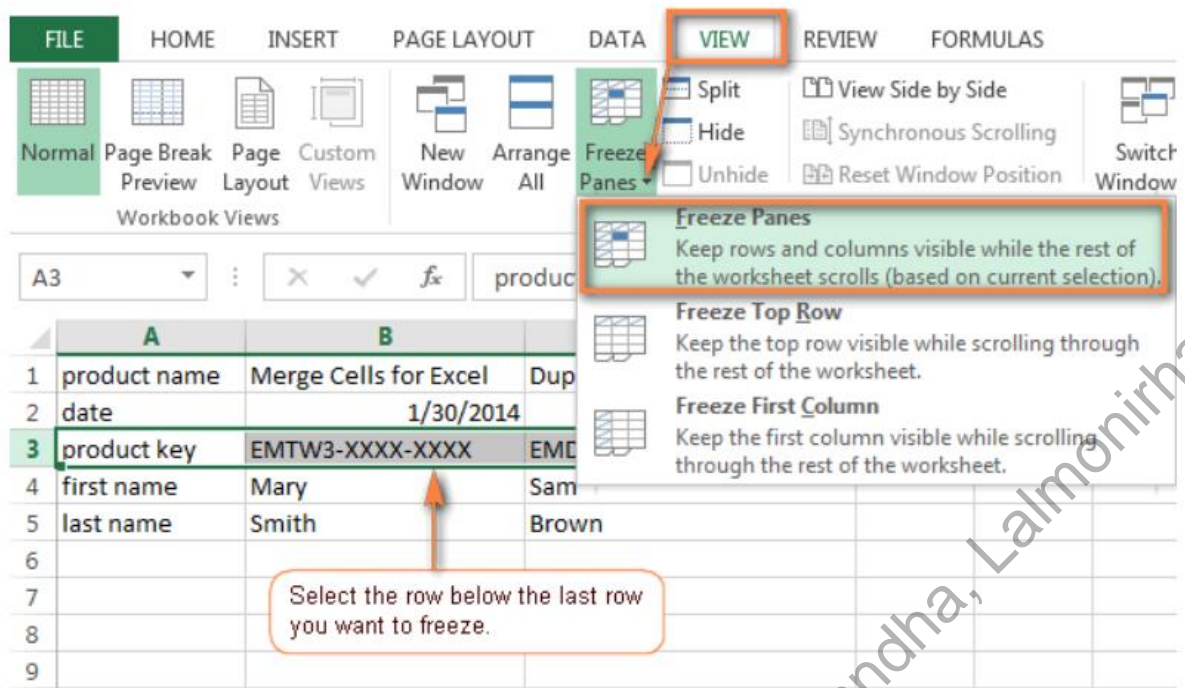 FILE HOME INSERT PAGE LAYOUT DATA VIEW REVIEW FORMULAS
Normal Page Break Preview Page Layout Custom Views
New Window Arrange All Freeze Panes
Split
Hide
Unhide
View Side by Side
Synchronous Scrolling
Reset Window Position
Switch
Window
Workbook Views
Freeze Panes
Keep rows and columns visible while the rest of
the worksheet scrolls (based on current selection).
Freeze Top Row
Keep the top row visible while scrolling through
the rest of the worksheet.
Freeze First Column
Keep the first column visible while scrolling
through the rest of the worksheet.
A3 fx produc
A B
1 product name Merge Cells for Excel Dup
2 date 1/30/2014
3 product key EMTW3-XXXX-XXXX EMD
4 first name Mary Sam
5 last name Smith Brown
6
7
8
9
Select the row below the last row
you want to freeze.